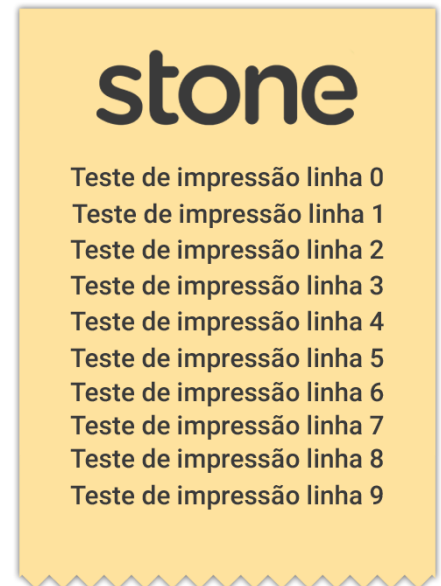 stone
Teste de impressão linha 0
Teste de impressão linha 1
Teste de impressão linha 2
Teste de impressão linha 3
Teste de impressão linha 4
Teste de impressão linha 5
Teste de impressão linha 6
Teste de impressão linha 7
Teste de impressão linha 8
Teste de impressão linha 9